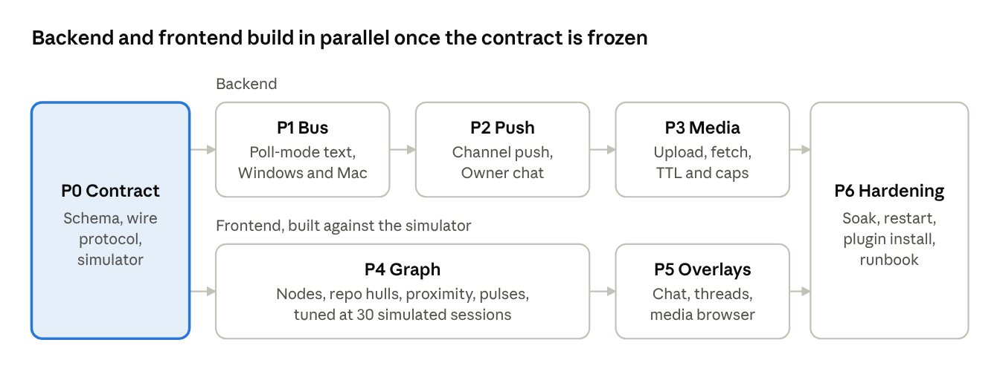 Backend and frontend build in parallel once the contract is frozen
Backend
P0 Contract
Schema, wire
protocol,
simulator
P1 Bus
Poll-mode text,
Windows and Mac
P2 Push
Channel push,
Owner chat
P3 Media
Upload, fetch,
TTL and caps
Frontend, built against the simulator
P4 Graph
Nodes, repo hulls, proximity, pulses,
tuned at 30 simulated sessions
P5 Overlays
Chat, threads,
media browser
P6 Hardening
Soak, restart,
plugin install,
runbook